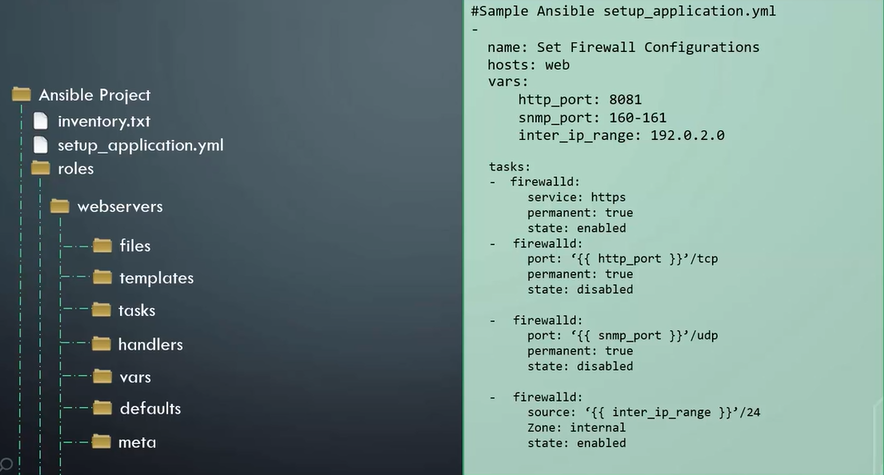 Ansible Project
inventory.txt
setup_application.yml
roles
webservers
files
templates
tasks
handlers
vars
defaults
meta
#Sample Ansible setup_application.yml
-
name: Set Firewall Configurations
hosts: web
vars:
http_port: 8081
snmp_port: 160-161
inter_ip_range: 192.0.2.0
tasks:
- firewalld:
service: https
permanent: true
state: enabled
- firewalld:
port: ‘{{ http_port }}’/tcp
permanent: true
state: disabled
- firewalld:
port: ‘{{ snmp_port }}’/udp
permanent: true
state: disabled
- firewalld:
source: ‘{{ inter_ip_range }}’/24
Zone: internal
state: enabled